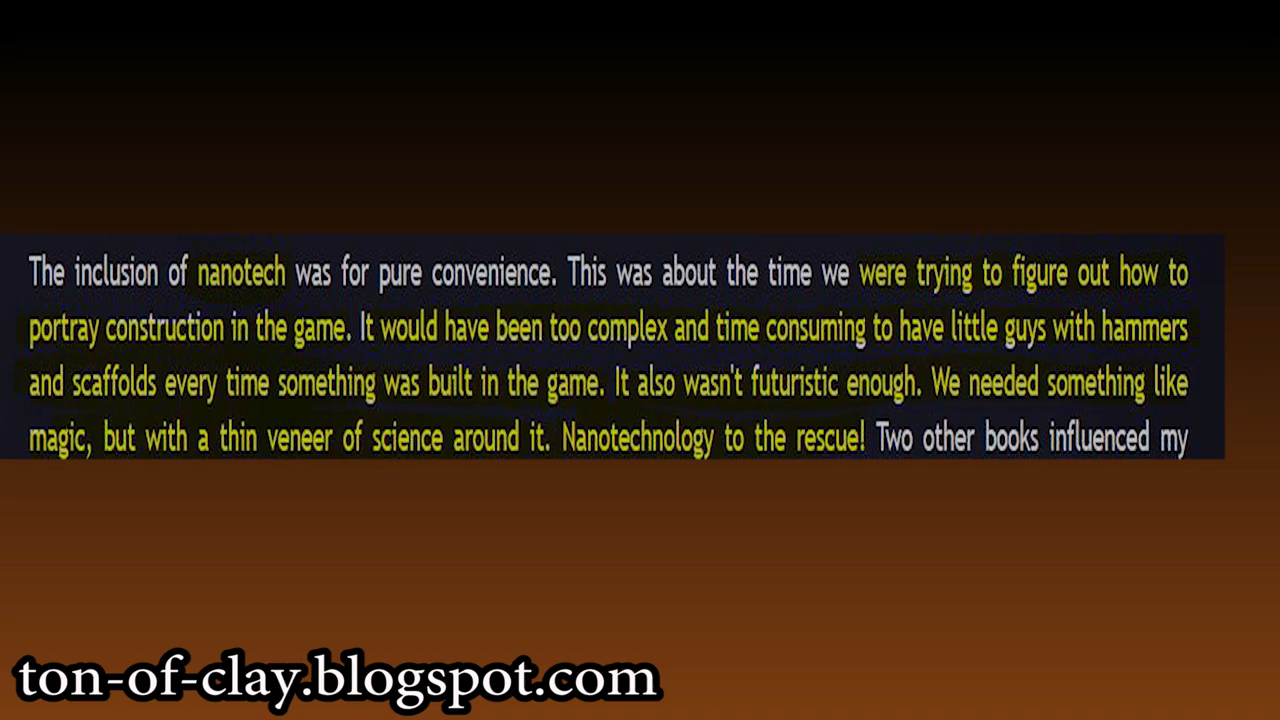 The inclusion of nanotech was for pure convenience. This was about the time we were trying to figure out how to
portray construction in the game. It would have been too complex and time consuming to have little guys with hammers
and scaffolds every time something was built in the game. It also wasn't futuristic enough. We needed something like
magic, but with a thin veneer of science around it. Nanotechnology to the rescue! Two other books influenced my
ton-of-clay.blogspot.com